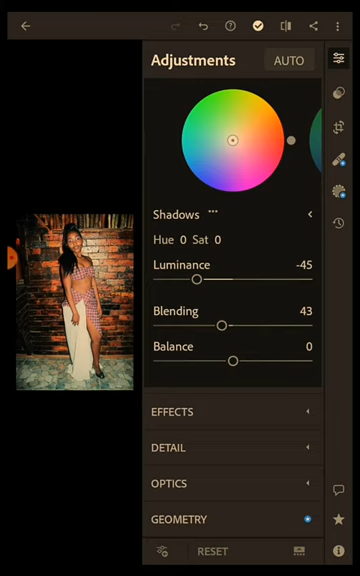 Adjustments AUTO
Shadows ***
Hue 0 Sat 0
Luminance -45
Blending 43
Balance 0
EFFECTS
DETAIL
OPTICS
GEOMETRY
RESET